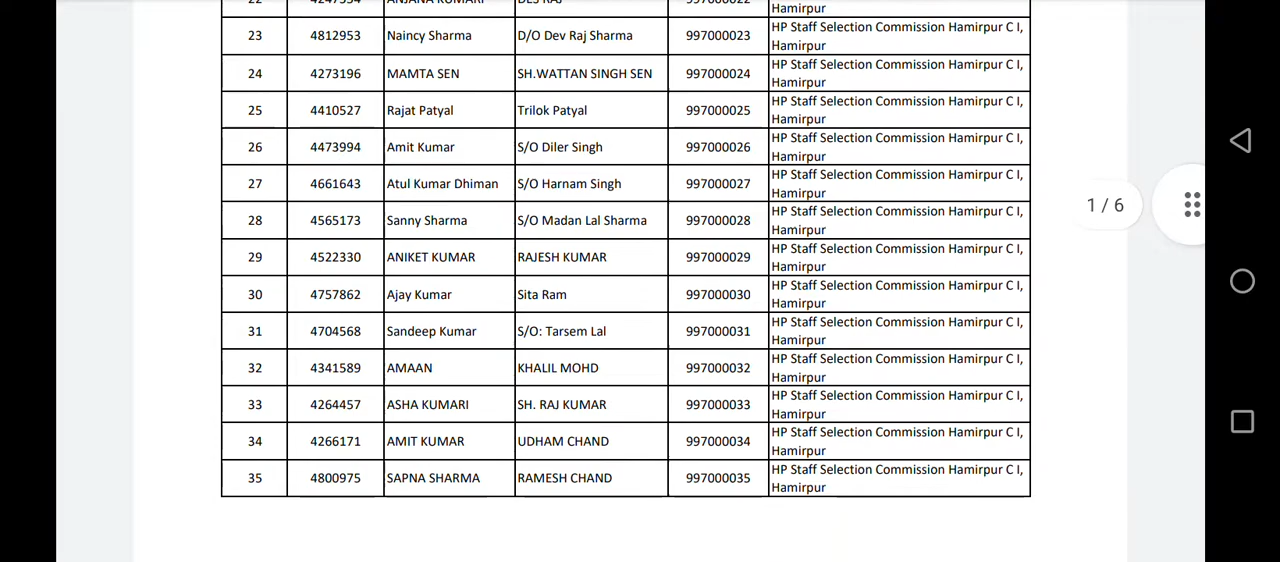 Hamirpur
23 4812953 Naincy Sharma D/O Dev Raj Sharma 997000023 HP Staff Selection Commission Hamirpur C I,
Hamirpur
24 4273196 MAMTA SEN SH.WATTAN SINGH SEN 997000024 HP Staff Selection Commission Hamirpur C I,
Hamirpur
25 4410527 Rajat Patyal Trilok Patyal 997000025 HP Staff Selection Commission Hamirpur C I,
Hamirpur
26 4473994 Amit Kumar S/O Diler Singh 997000026 HP Staff Selection Commission Hamirpur C I,
Hamirpur
27 4661643 Atul Kumar Dhiman S/O Harnam Singh 997000027 HP Staff Selection Commission Hamirpur C I,
Hamirpur
28 4565173 Sanny Sharma S/O Madan Lal Sharma 997000028 HP Staff Selection Commission Hamirpur C I,
Hamirpur
29 4522330 ANIKET KUMAR RAJESH KUMAR 997000029 HP Staff Selection Commission Hamirpur C I,
Hamirpur
30 4757862 Ajay Kumar Sita Ram 997000030 HP Staff Selection Commission Hamirpur C I,
Hamirpur
31 4704568 Sandeep Kumar S/O: Tarsem Lal 997000031 HP Staff Selection Commission Hamirpur C I,
Hamirpur
32 4341589 AMAAN KHALIL MOHD 997000032 HP Staff Selection Commission Hamirpur C I,
Hamirpur
33 4264457 ASHA KUMARI SH. RAJ KUMAR 997000033 HP Staff Selection Commission Hamirpur C I,
Hamirpur
34 4266171 AMIT KUMAR UDHAM CHAND 997000034 HP Staff Selection Commission Hamirpur C I,
Hamirpur
35 4800975 SAPNA SHARMA RAMESH CHAND 997000035 HP Staff Selection Commission Hamirpur C I,
Hamirpur
1 / 6